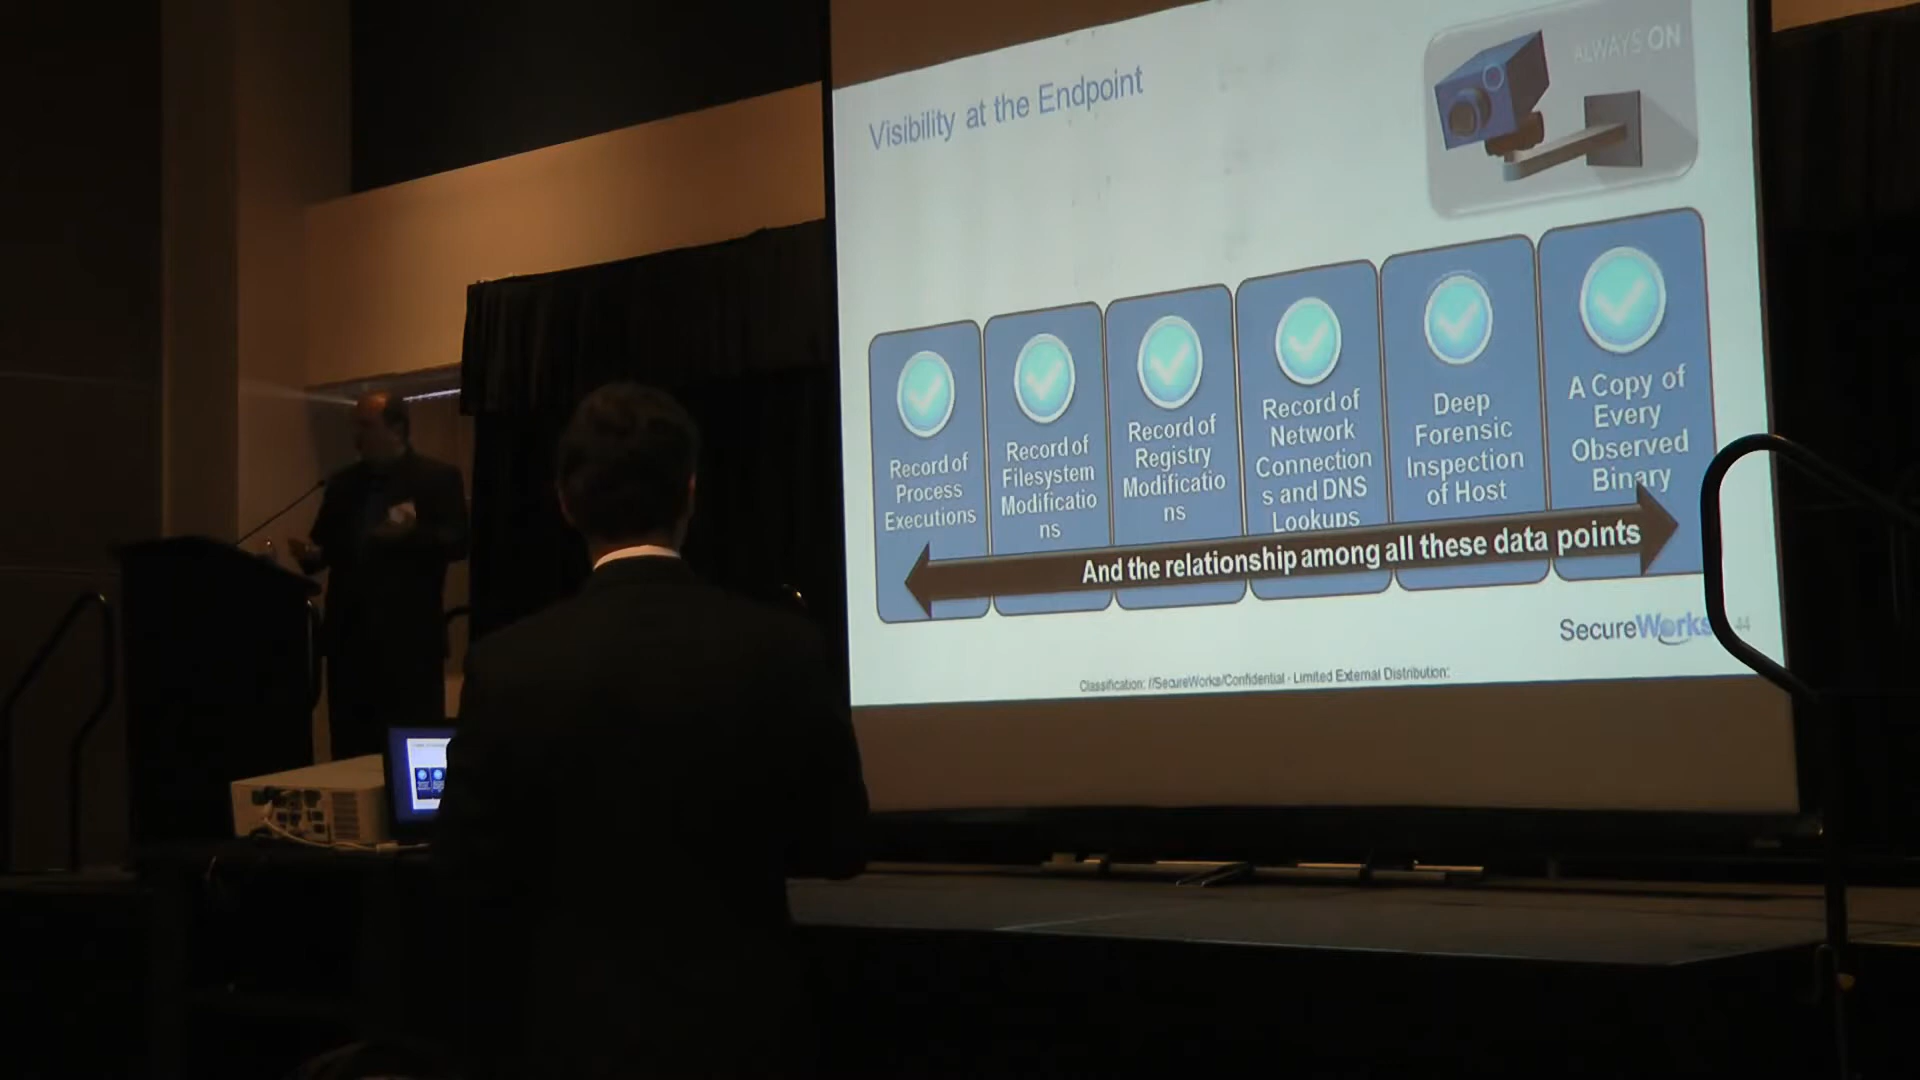 ALWAYS ON
Visibility at the Endpoint
Record of
Process
Executions
Record of
Filesystem
Modificatio
ns
Record of
Registry
Modificatio
ns
Record of
Network
Connection
s and DNS
Lookups
Deep
Forensic
Inspection
of Host
A Copy of
Every
Observed
Binary
And the relationship among all these data points
SecureWorks
44
Classification: //SecureWorks/Confidential - Limited External Distribution: